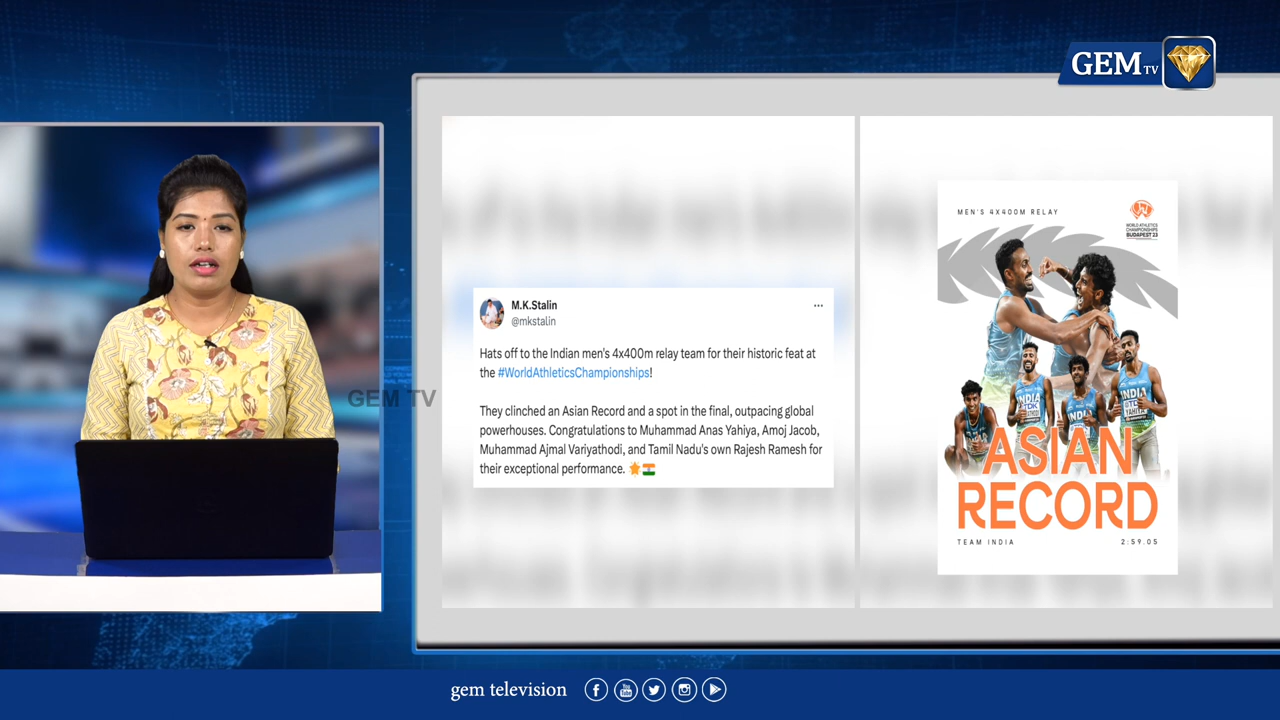 GEM TV
M.K.Stalin
@mkstalin
Hats off to the Indian men's 4x400m relay team for their historic feat at
the #WorldAthleticsChampionships!
They clinched an Asian Record and a spot in the final, outpacing global
powerhouses. Congratulations to Muhammad Anas Yahiya, Amoj Jacob,
Muhammad Ajmal Variyathodi, and Tamil Nadu's own Rajesh Ramesh for
their exceptional performance.
MEN'S 4X400M RELAY
WORLD ATHLETICS
CHAMPIONSHIPS
BUDAPEST 23
INDIA
INDIA
INDIA
INDIA
ASIAN
RECORD
TEAM INDIA
2:59.05
GEM TV
gem television